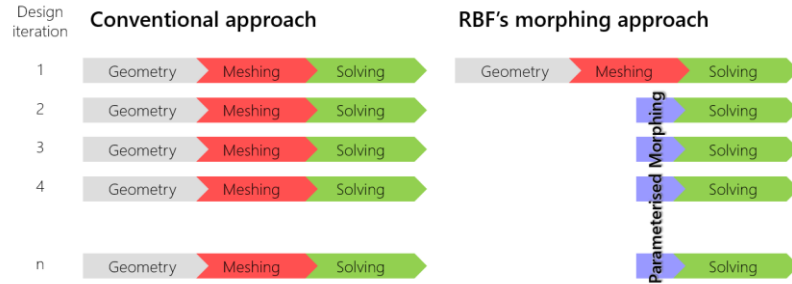 Design
iteration
Conventional approach
RBF's morphing approach
1
Geometry
Meshing
Solving
Geometry
Meshing
Solving
2
Geometry
Meshing
Solving
Solving
3
Geometry
Meshing
Solving
Solving
4
Geometry
Meshing
Solving
Solving
n
Geometry
Meshing
Solving
Solving
Parameterised Morphing